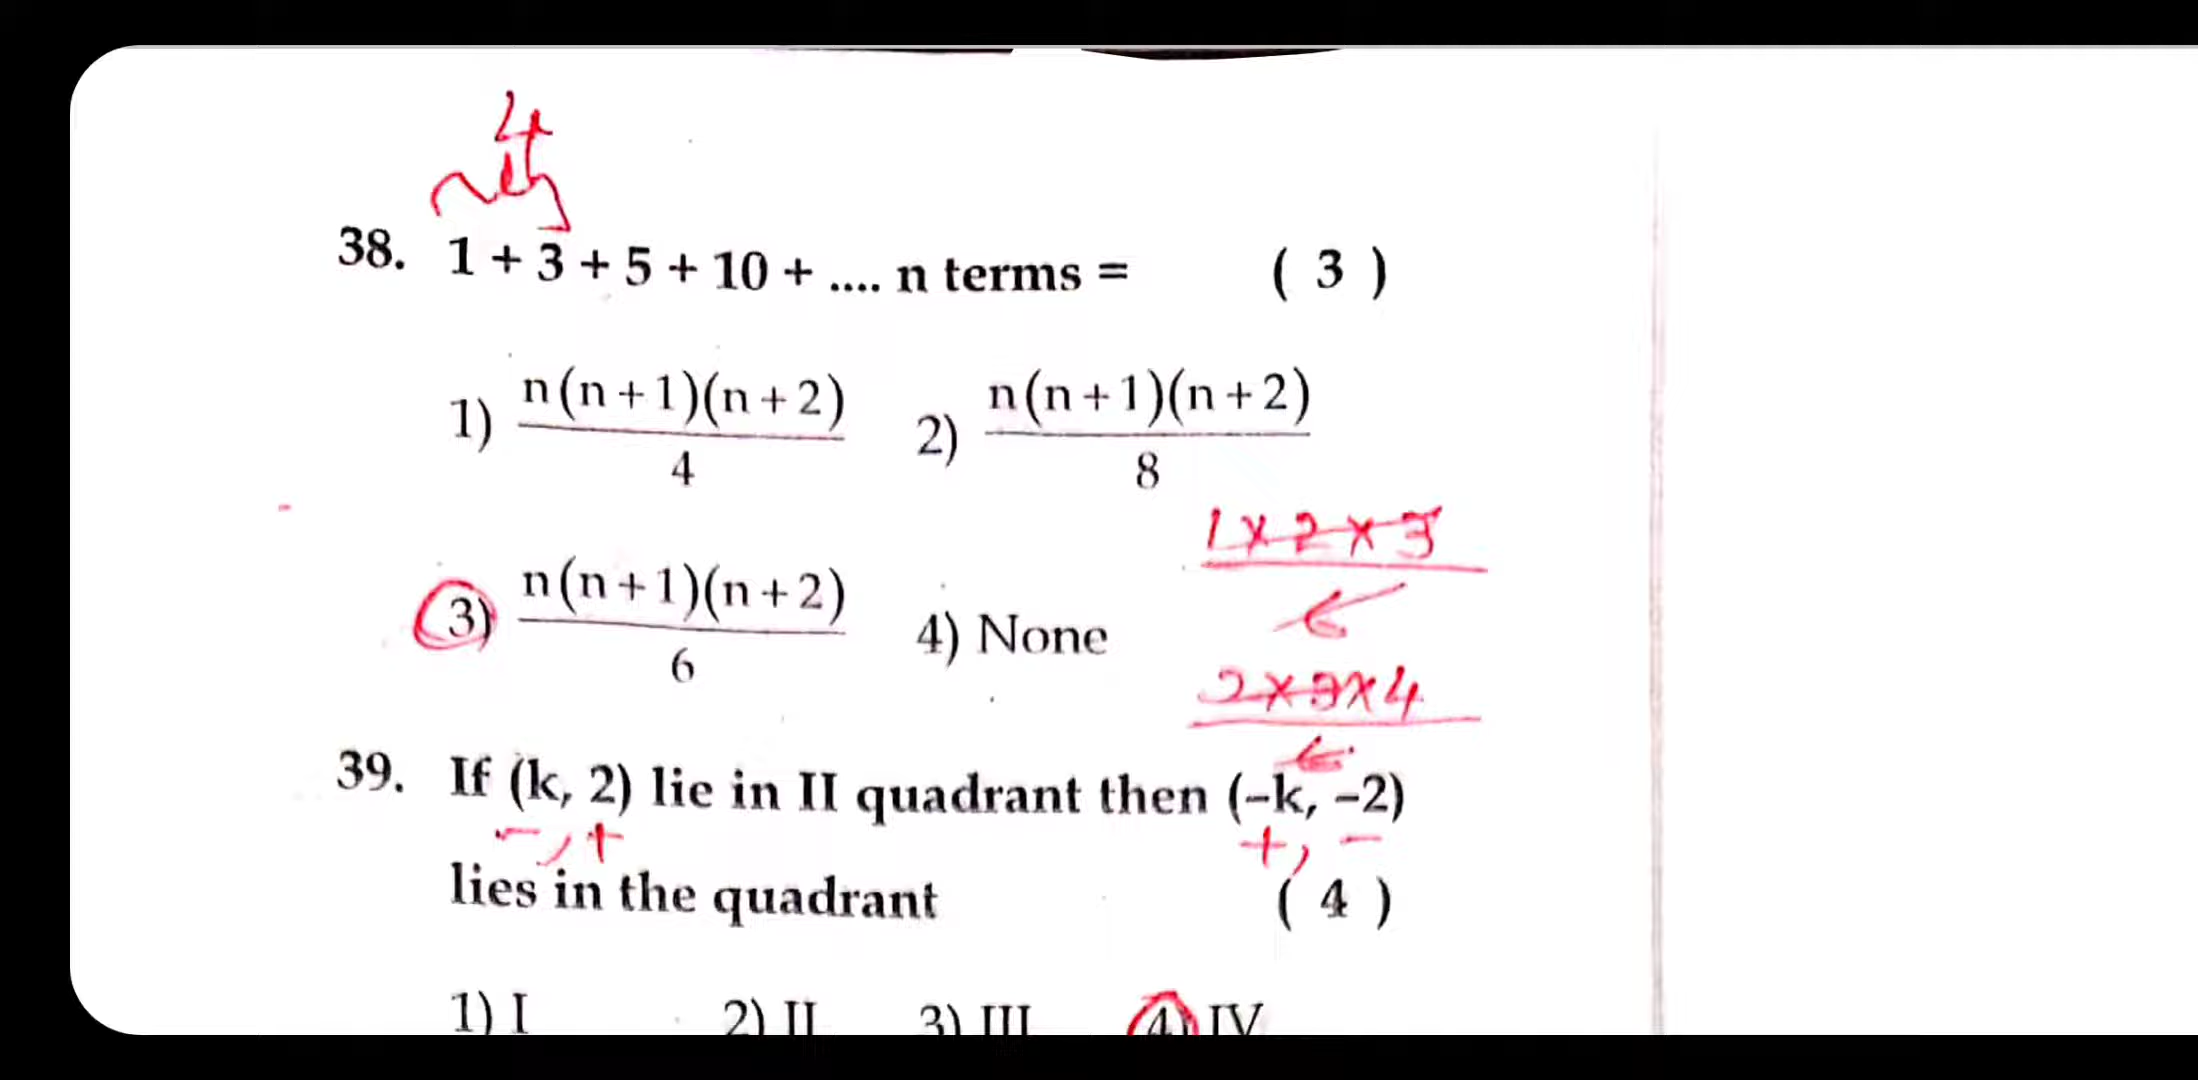 4
38. 1 + 3 + 5 + 10 + .... n terms = ( 3 )
1) n(n+1)(n+2)/4 2) n(n+1)(n+2)/8
1×2×3
6
3) n(n+1)(n+2)/6 4) None
2×3×4
6
39. If (k, 2) lie in II quadrant then (-k, -2)
-, + +, -
lies in the quadrant ( 4 )
1) I 2) II 3) III 4) IV